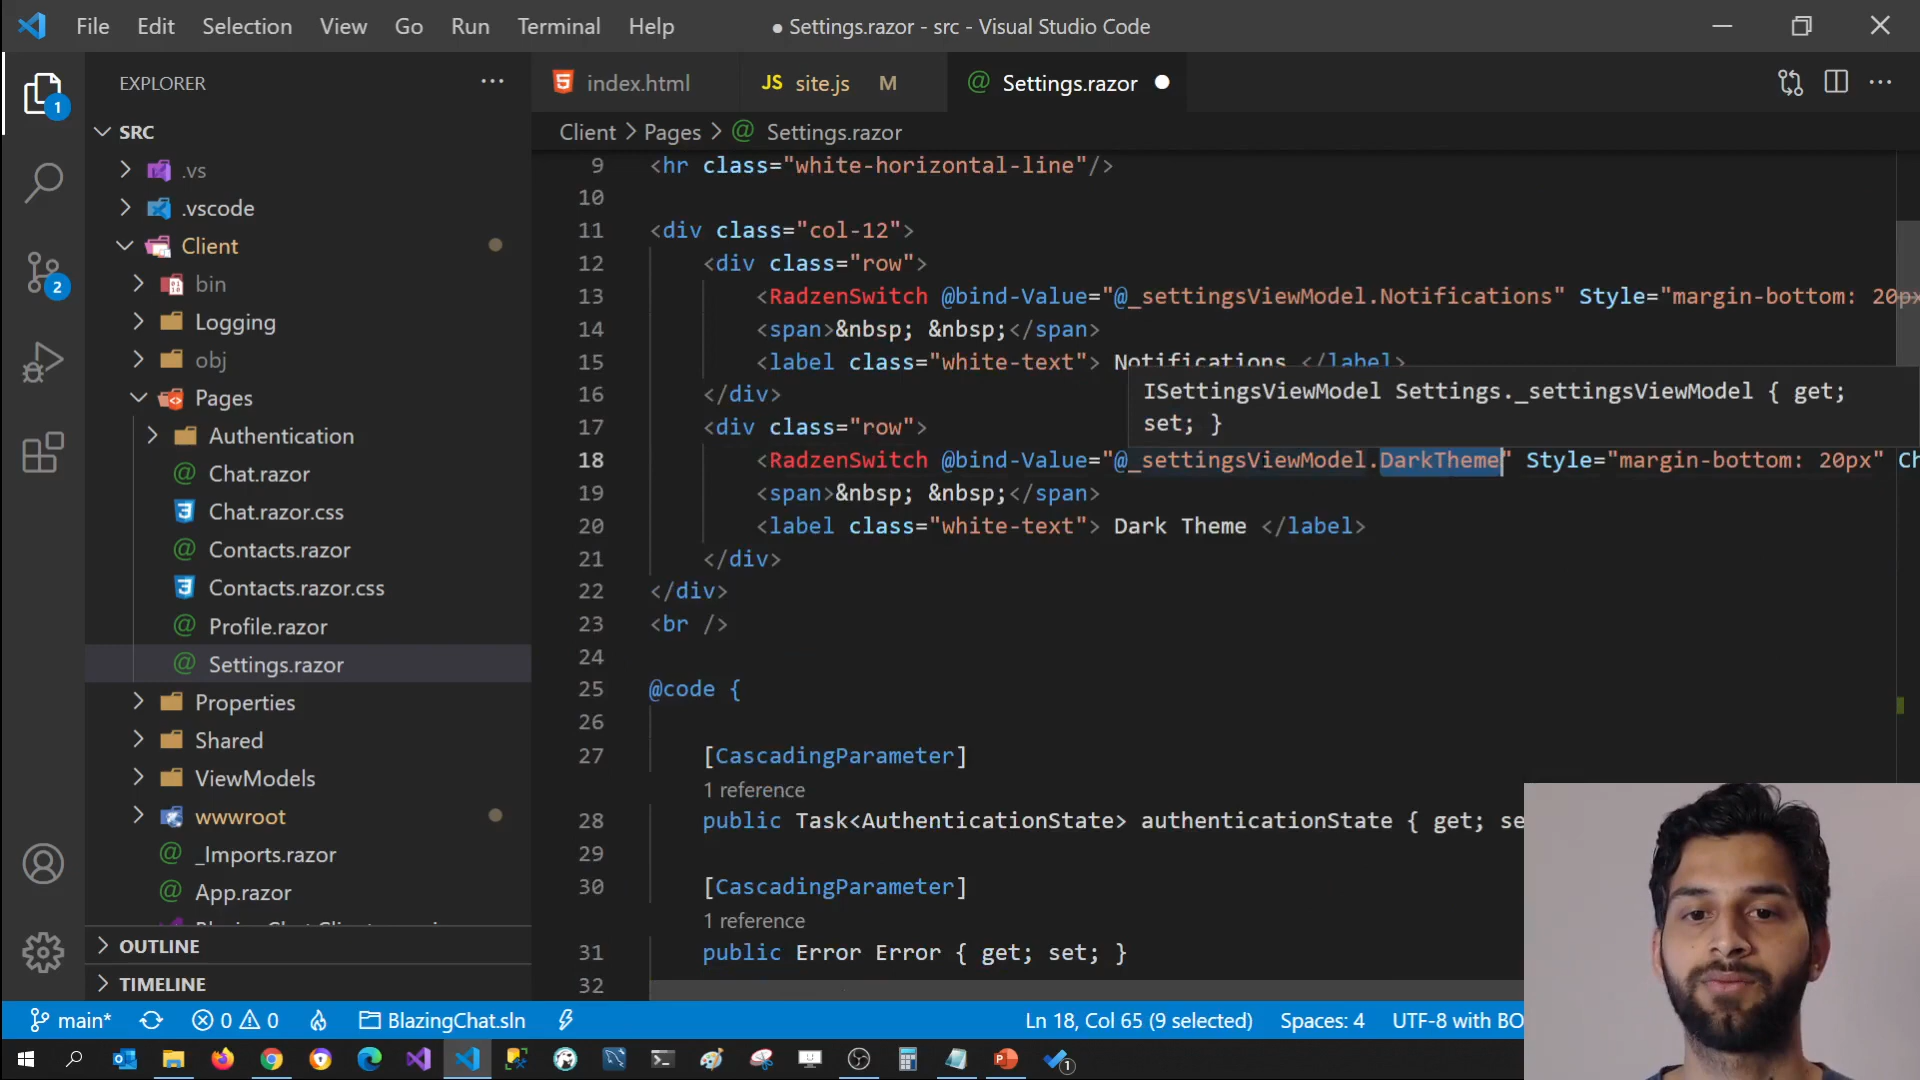 File Edit Selection View Go Run Terminal Help
● Settings.razor - src - Visual Studio Code
EXPLORER
index.html
JS site.js M
Settings.razor
1
SRC
Client > Pages > Settings.razor
.vs
.vscode
Client
bin
Logging
obj
Pages
Authentication
Chat.razor
Chat.razor.css
Contacts.razor
Contacts.razor.css
Profile.razor
Settings.razor
Properties
Shared
ViewModels
wwwroot
_Imports.razor
App.razor
2
OUTLINE
TIMELINE
9 <hr class="white-horizontal-line"/>
10
11 <div class="col-12">
12 <div class="row">
13 <RadzenSwitch @bind-Value="@_settingsViewModel.Notifications" Style="margin-bottom: 20px
14 <span>&nbsp; &nbsp;</span>
15 <label class="white-text"> Notifications </label>
16 </div>
ISettingsViewModel Settings._settingsViewModel { get;
set; }
17 <div class="row">
18 <RadzenSwitch @bind-Value="@_settingsViewModel.DarkTheme" Style="margin-bottom: 20px" Ch
19 <span>&nbsp; &nbsp;</span>
20 <label class="white-text"> Dark Theme </label>
21 </div>
22 </div>
23 <br />
24
25 @code {
26
27 [CascadingParameter]
1 reference
28 public Task<AuthenticationState> authenticationState { get; se
29
30 [CascadingParameter]
1 reference
31 public Error Error { get; set; }
32
main* 0 0 BlazingChat.sln
Ln 18, Col 65 (9 selected) Spaces: 4 UTF-8 with BO
1